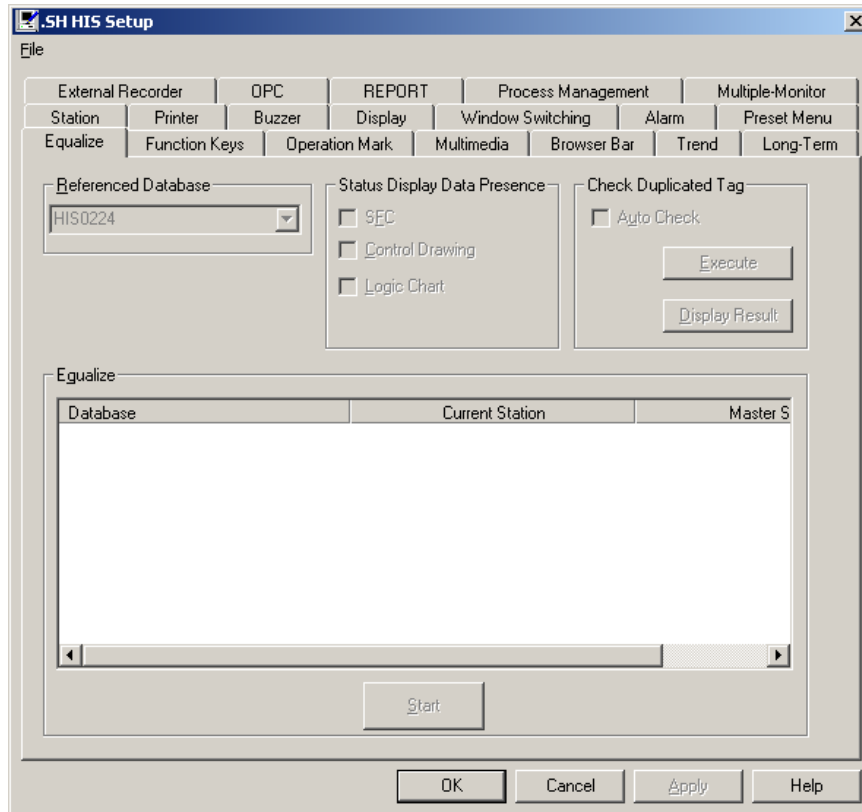 .SH HIS Setup
File
External Recorder OPC REPORT Process Management Multiple-Monitor
Station Printer Buzzer Display Window Switching Alarm Preset Menu
Equalize Function Keys Operation Mark Multimedia Browser Bar Trend Long-Term
Referenced Database Status Display Data Presence Check Duplicated Tag
HIS0224 SFC Auto Check
Control Drawing Execute
Logic Chart Display Result
Equalize
Database Current Station Master S
Start
OK Cancel Apply Help